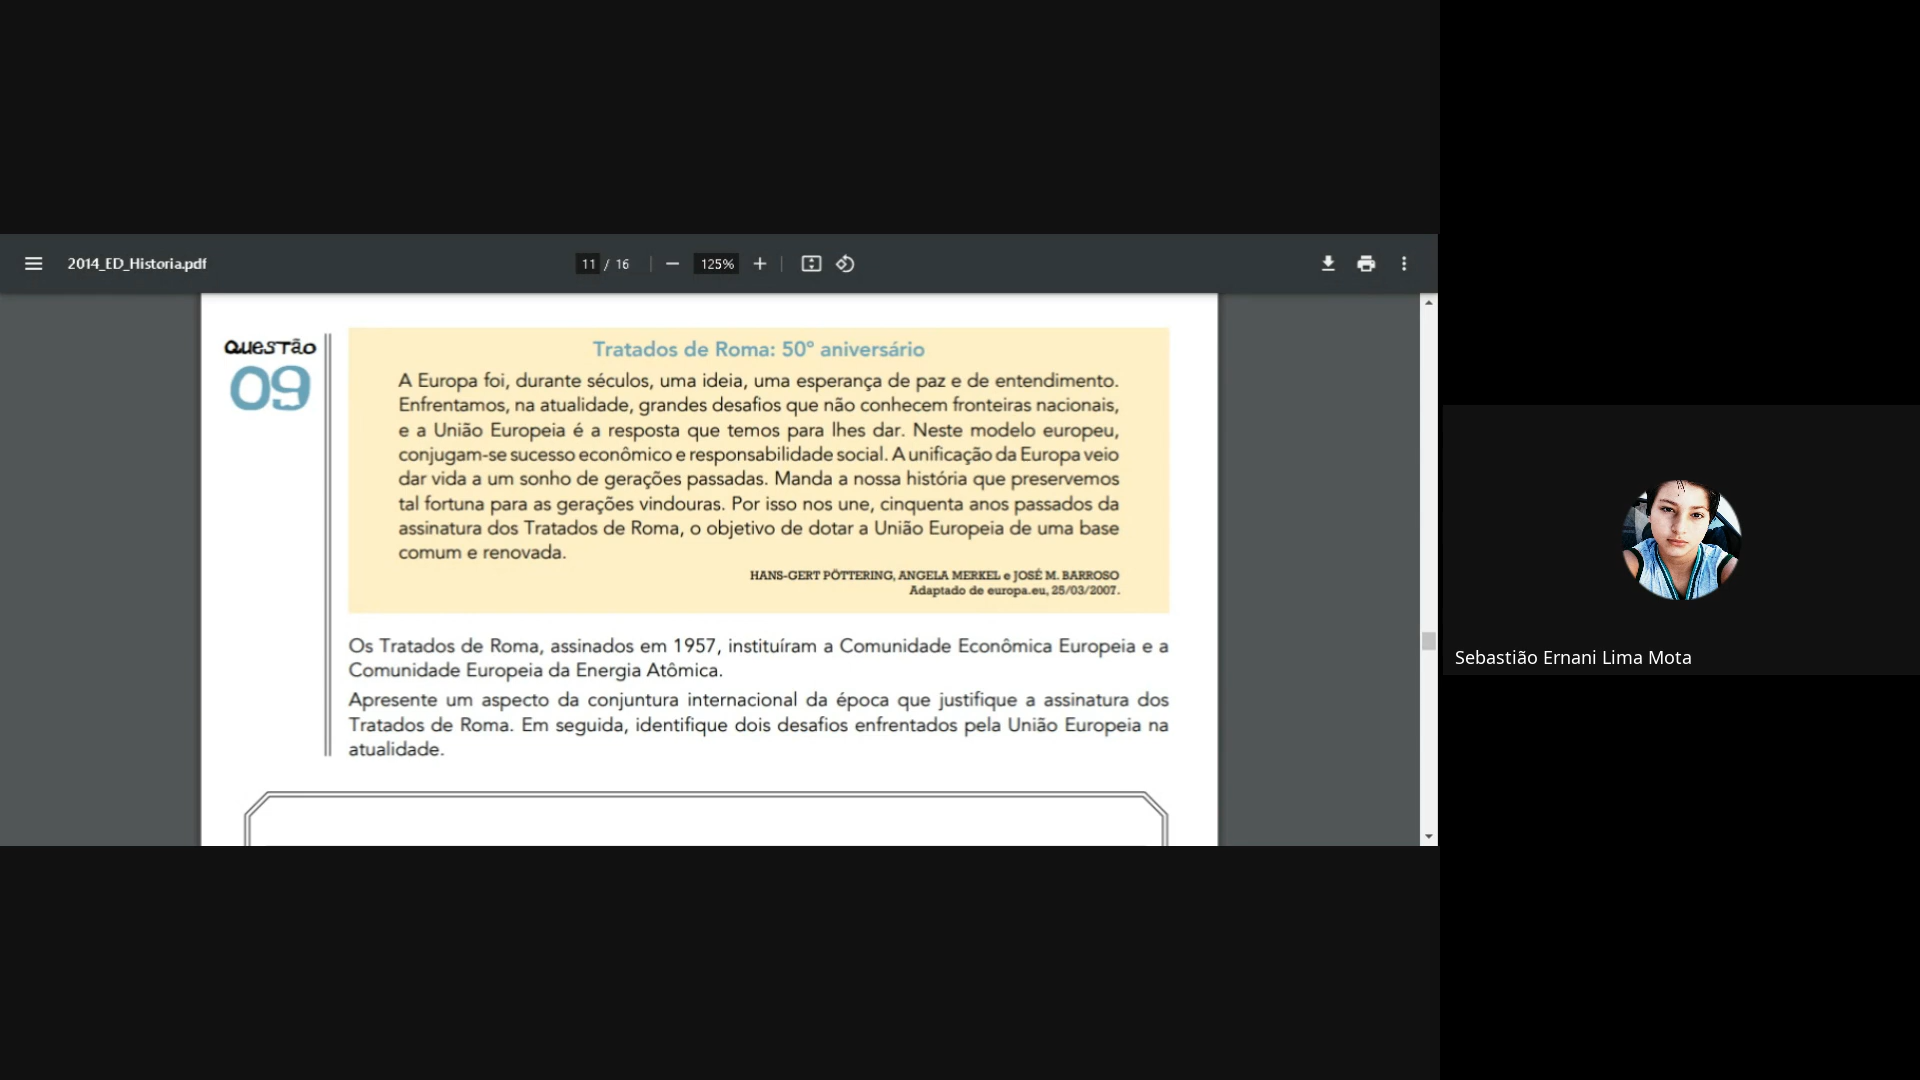 2014_ED_Historia.pdf
11 / 16
125%
QUESTÃO
09
Tratados de Roma: 50º aniversário
A Europa foi, durante séculos, uma ideia, uma esperança de paz e de entendimento.
Enfrentamos, na atualidade, grandes desafios que não conhecem fronteiras nacionais,
e a União Europeia é a resposta que temos para lhes dar. Neste modelo europeu,
conjugam-se sucesso econômico e responsabilidade social. A unificação da Europa veio
dar vida a um sonho de gerações passadas. Manda a nossa história que preservemos
tal fortuna para as gerações vindouras. Por isso nos une, cinquenta anos passados da
assinatura dos Tratados de Roma, o objetivo de dotar a União Europeia de uma base
comum e renovada.
HANS-GERT PÖTTERING, ANGELA MERKEL e JOSÉ M. BARROSO
Adaptado de europa.eu, 25/03/2007.
Os Tratados de Roma, assinados em 1957, instituíram a Comunidade Econômica Europeia e a
Comunidade Europeia da Energia Atômica.
Apresente um aspecto da conjuntura internacional da época que justifique a assinatura dos
Tratados de Roma. Em seguida, identifique dois desafios enfrentados pela União Europeia na
atualidade.
Sebastião Ernani Lima Mota